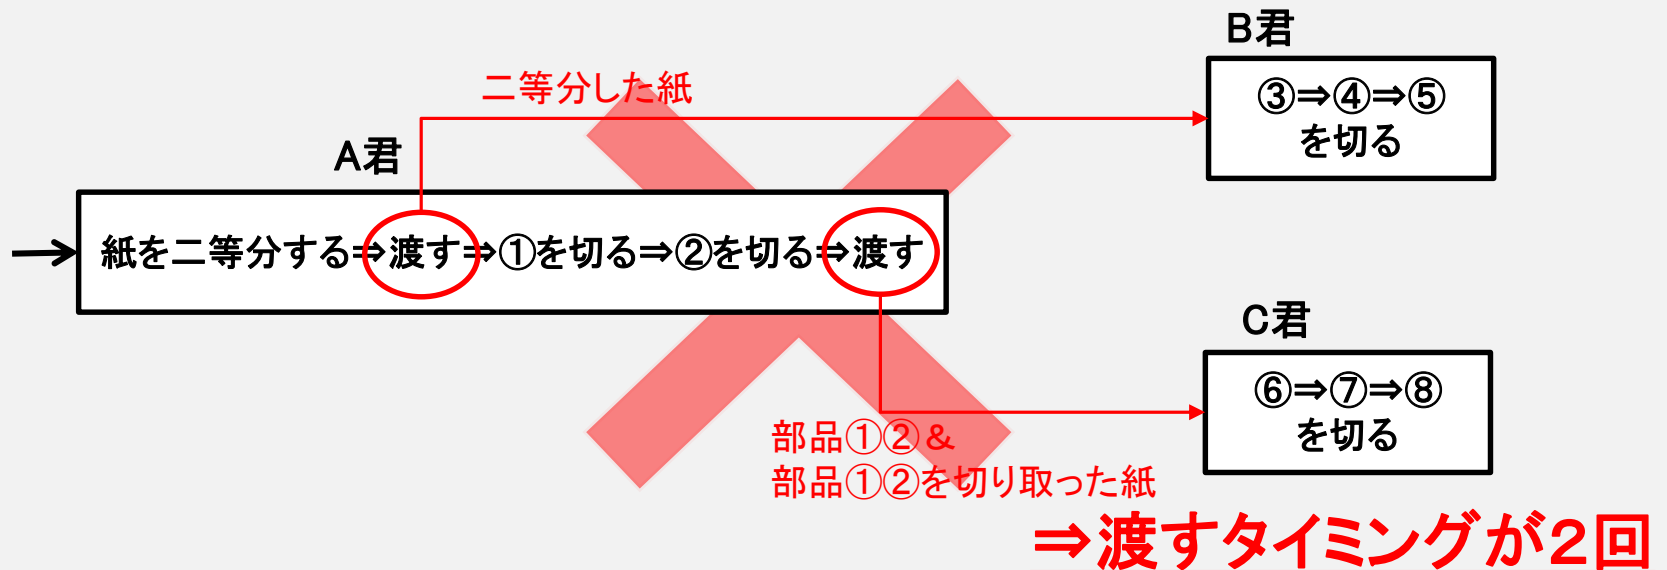 B君
③⇒④⇒⑤
を切る
二等分した紙
A君
紙を二等分する⇒渡す⇒①を切る⇒②を切る⇒渡す
C君
⑥⇒⑦⇒⑧
を切る
部品①②＆
部品①②を切り取った紙
⇒渡すタイミングが２回